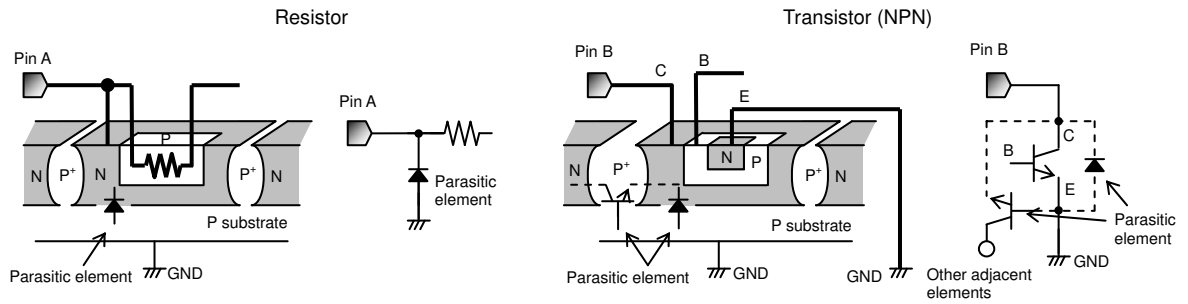 Resistor
Pin A
N
P+
N
P
P+
N
P substrate
Parasitic element
GND
Pin A
Parasitic
element
Transistor (NPN)
Pin B
C
B
E
N
P+
N
P
P+
N
P substrate
Parasitic element
GND
GND
Pin B
C
B
E
Parasitic
element
GND
Other adjacent
elements